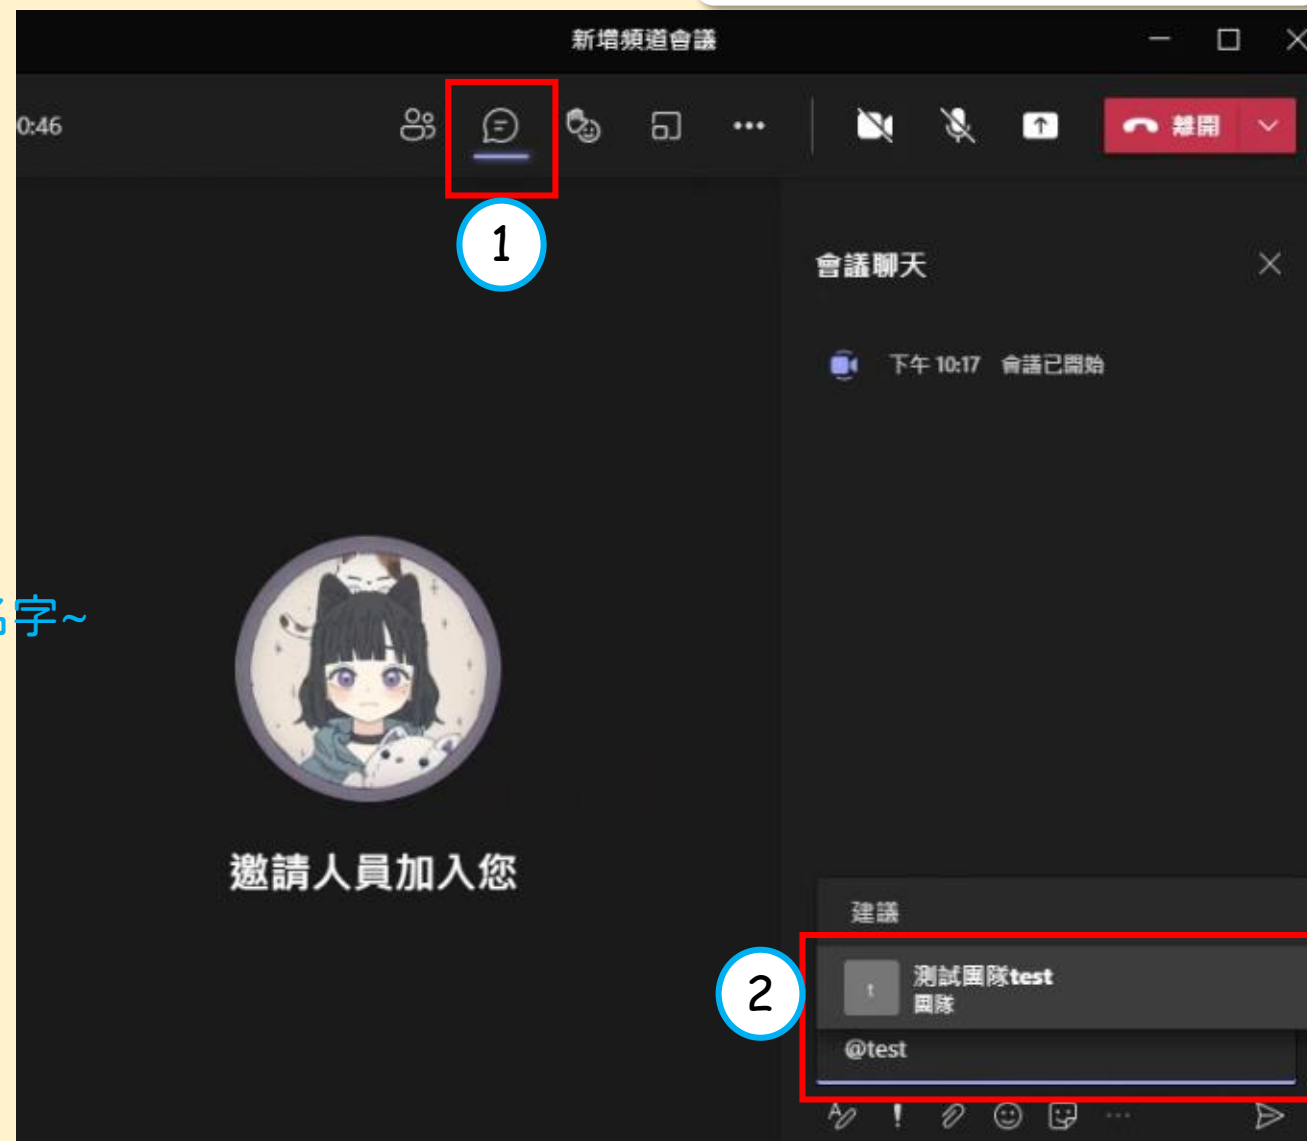 新增頻道會議
0:46
離開
1
會議聊天
下午 10:17 會議已開始
字~
邀請人員加入您
建議
2
t
測試團隊test
團隊
@test